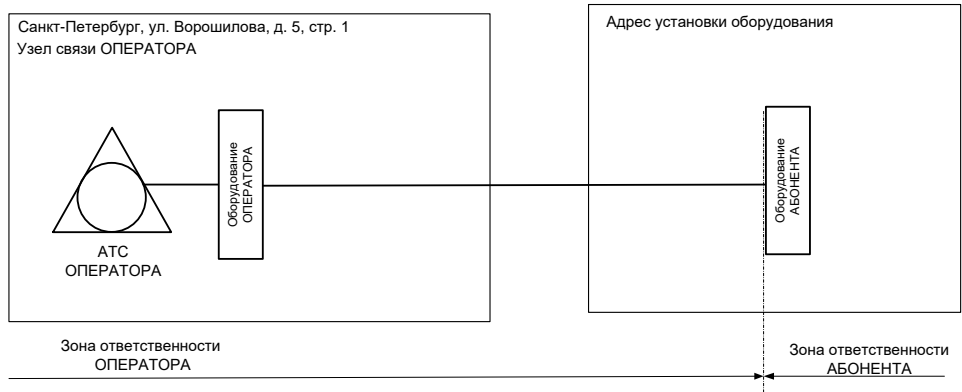 Санкт-Петербург, ул. Ворошилова, д. 5, стр. 1
Узел связи ОПЕРАТОРА
Адрес установки оборудования
Оборудование
ОПЕРАТОРА
Оборудование
АБОНЕНТА
АТС
ОПЕРАТОРА
Зона ответственности
ОПЕРАТОРА
Зона ответственности
АБОНЕНТА